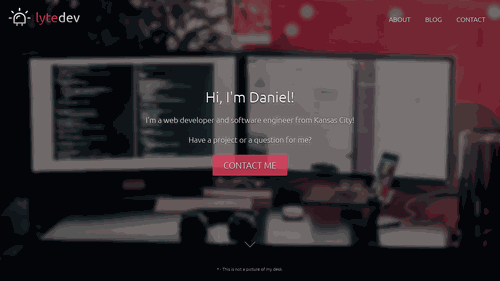 lytedev
ABOUT BLOG CONTACT
Hi, I'm Daniel!
I'm a web developer and software engineer from Kansas City!
Have a project or a question for me?
CONTACT ME
* - This is not a picture of my desk